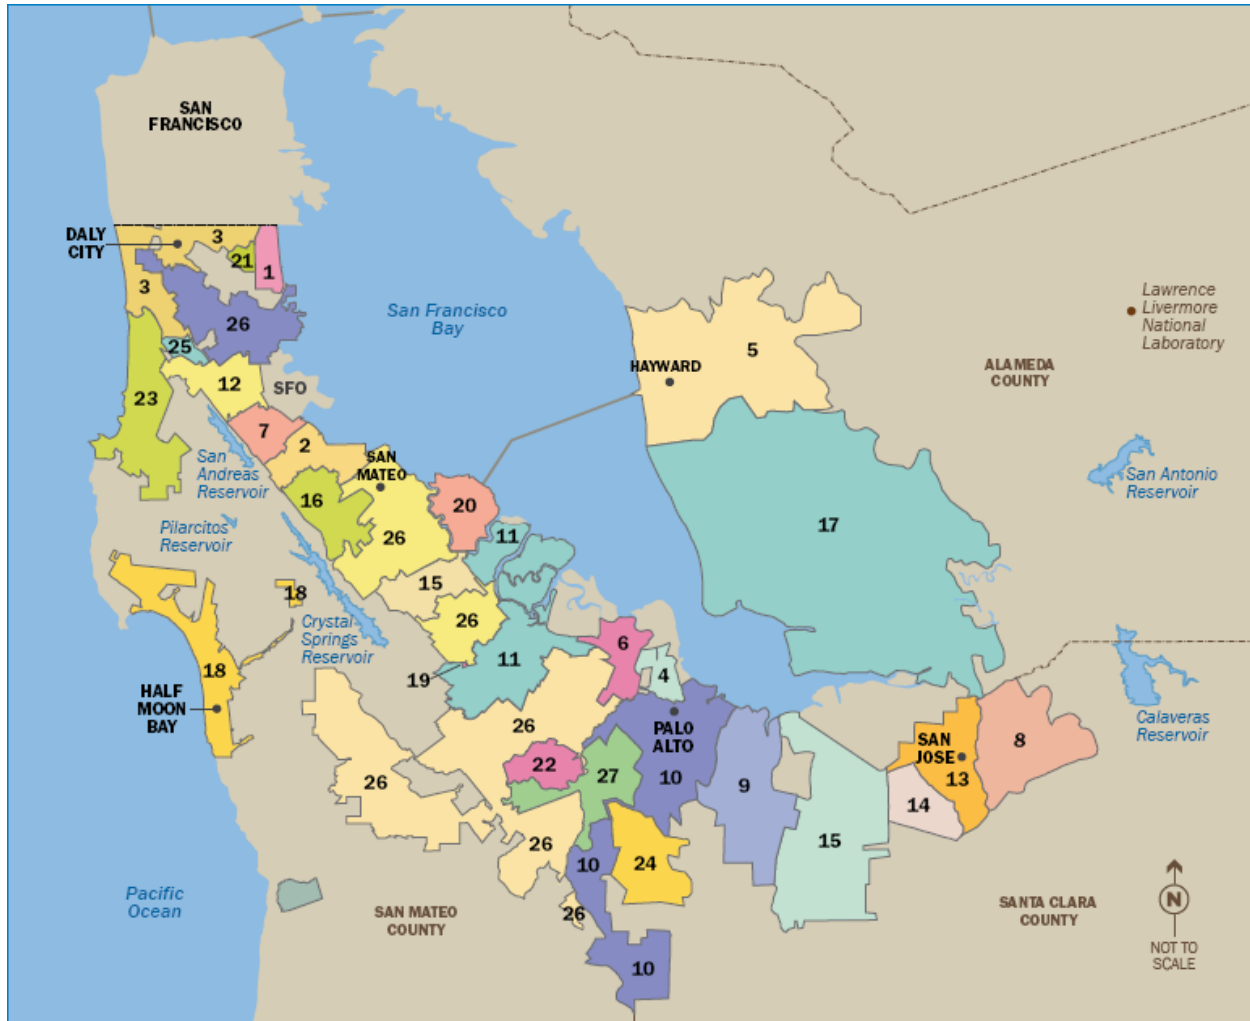 SAN
FRANCISCO
DALY
CITY
3
21
1
3
26
25
12
SFO
23
7
2
San Francisco
Bay
HAYWARD
5
Lawrence
Livermore
National
Laboratory
ALAMEDA
COUNTY
San
Andreas
Reservoir
SAN
MATEO
16
20
26
11
17
San Antonio
Reservoir
Pilarcitos
Reservoir
18
15
Crystal
Springs
Reservoir
26
6
18
19
11
4
HALF
MOON
BAY
26
PALO
ALTO
10
SAN
JOSE
13
8
Calaveras
Reservoir
22
27
26
9
14
15
26
10
24
26
10
Pacific
Ocean
SAN MATEO
COUNTY
SANTA CLARA
COUNTY
N
NOT TO
SCALE